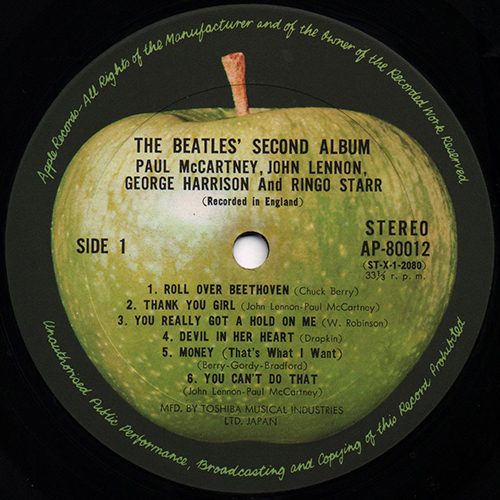 Apple Records-All Rights of the Manufacturer and of the Owner of the Recorded Work Reserved
THE BEATLES' SECOND ALBUM
PAUL McCARTNEY, JOHN LENNON,
GEORGE HARRISON And RINGO STARR
(Recorded in England)
SIDE 1
STEREO
AP-80012
(ST-X-1-2080)
33⅓ r. p. m.
1. ROLL OVER BEETHOVEN (Chuck Berry)
2. THANK YOU GIRL (John Lennon-Paul McCartney)
3. YOU REALLY GOT A HOLD ON ME (W. Robinson)
4. DEVIL IN HER HEART (Drapkin)
5. MONEY (That's What I Want)
(Berry-Gordy-Bradford)
6. YOU CAN'T DO THAT
(John Lennon-Paul McCartney)
MFD. BY TOSHIBA MUSICAL INDUSTRIES
LTD. JAPAN
Unauthorised Public Performance, Broadcasting and Copying of this Record Prohibited